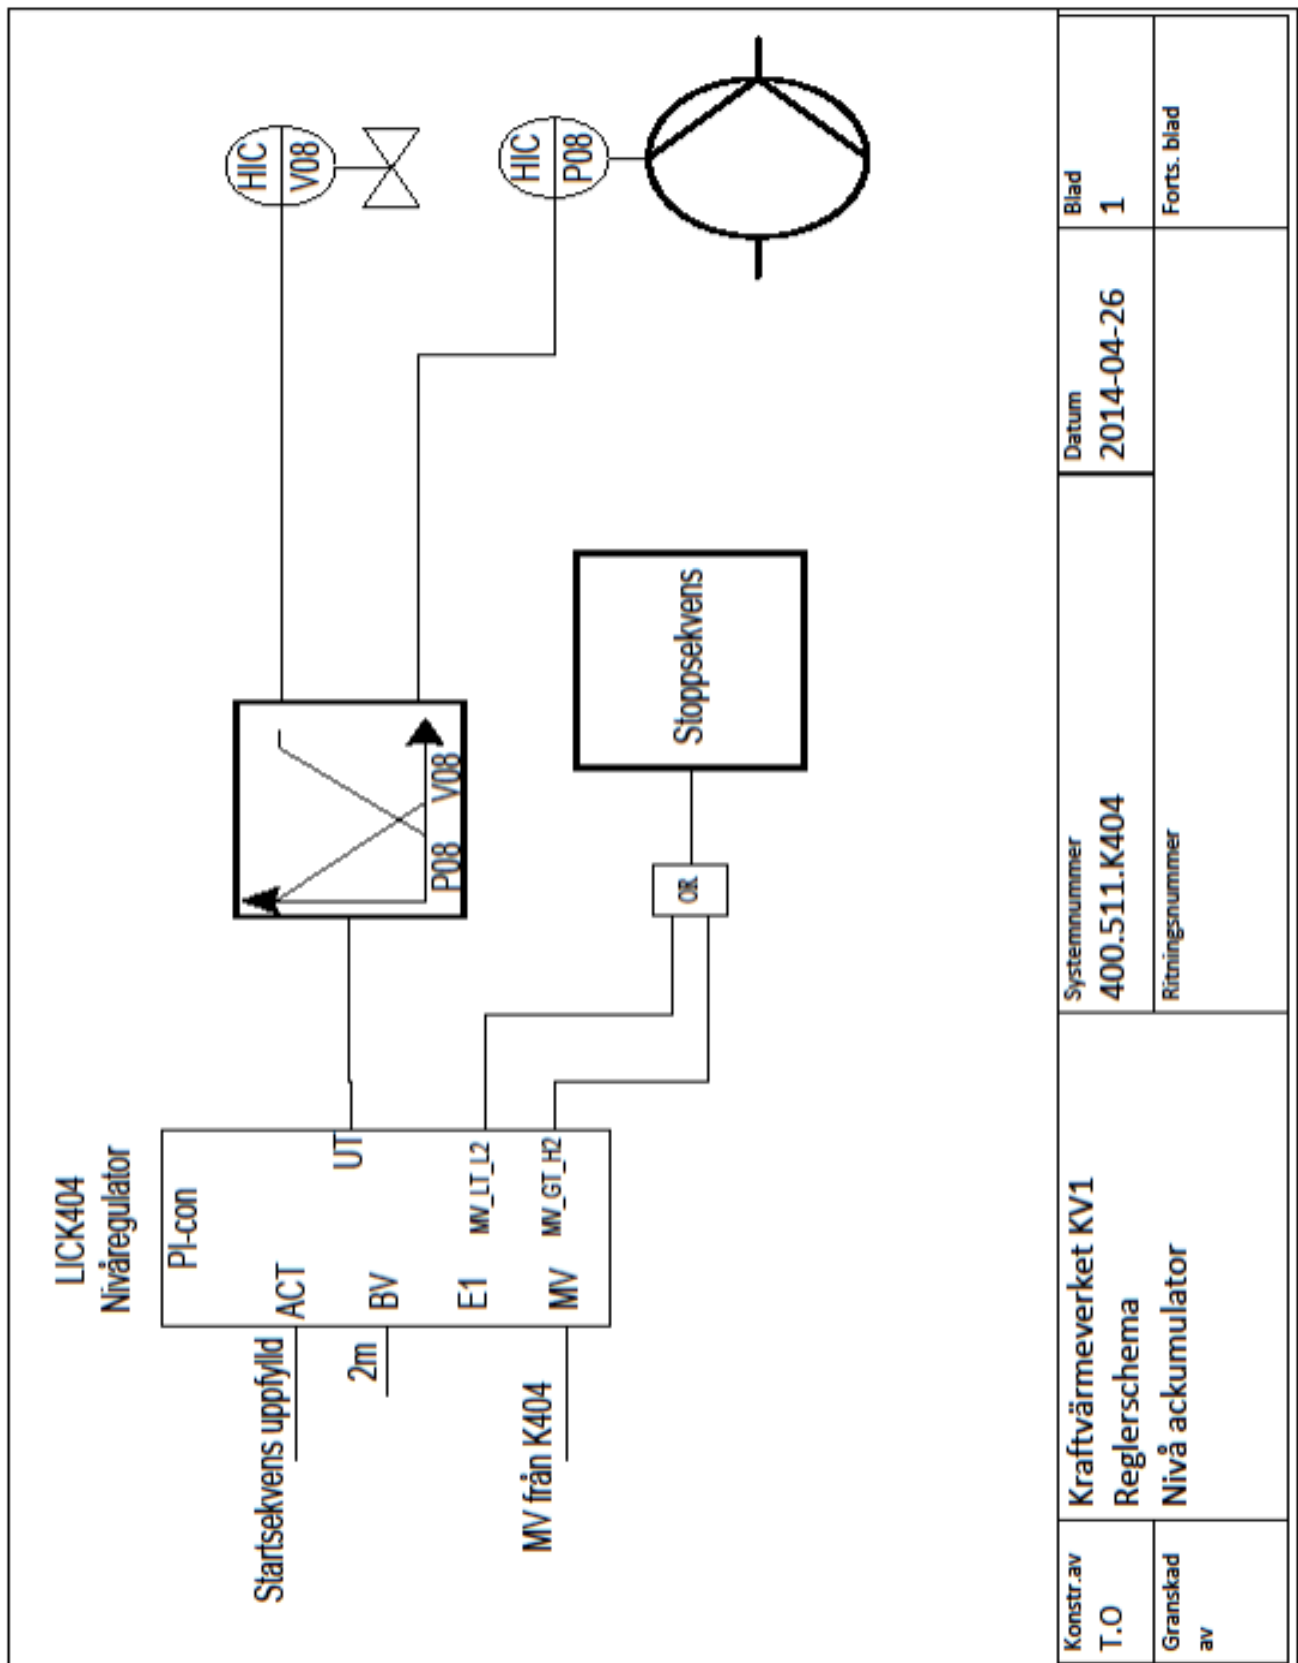 LICK404
Nivåregulator
PI-con
Startsekvens uppfylld
ACT
UT
2m
BV
E1
MV_LT_L2
MV från K404
MV
MV_GT_H2
P08
V08
OR
Stoppsekvens
HIC
V08
HIC
P08
Konstr.av
T.O
Granskad
av
Kraftvärmeverket KV1
Reglerschema
Nivå ackumulator
Systemnummer
400.511.K404
Ritningsnummer
Datum
2014-04-26
Blad
1
Forts. blad